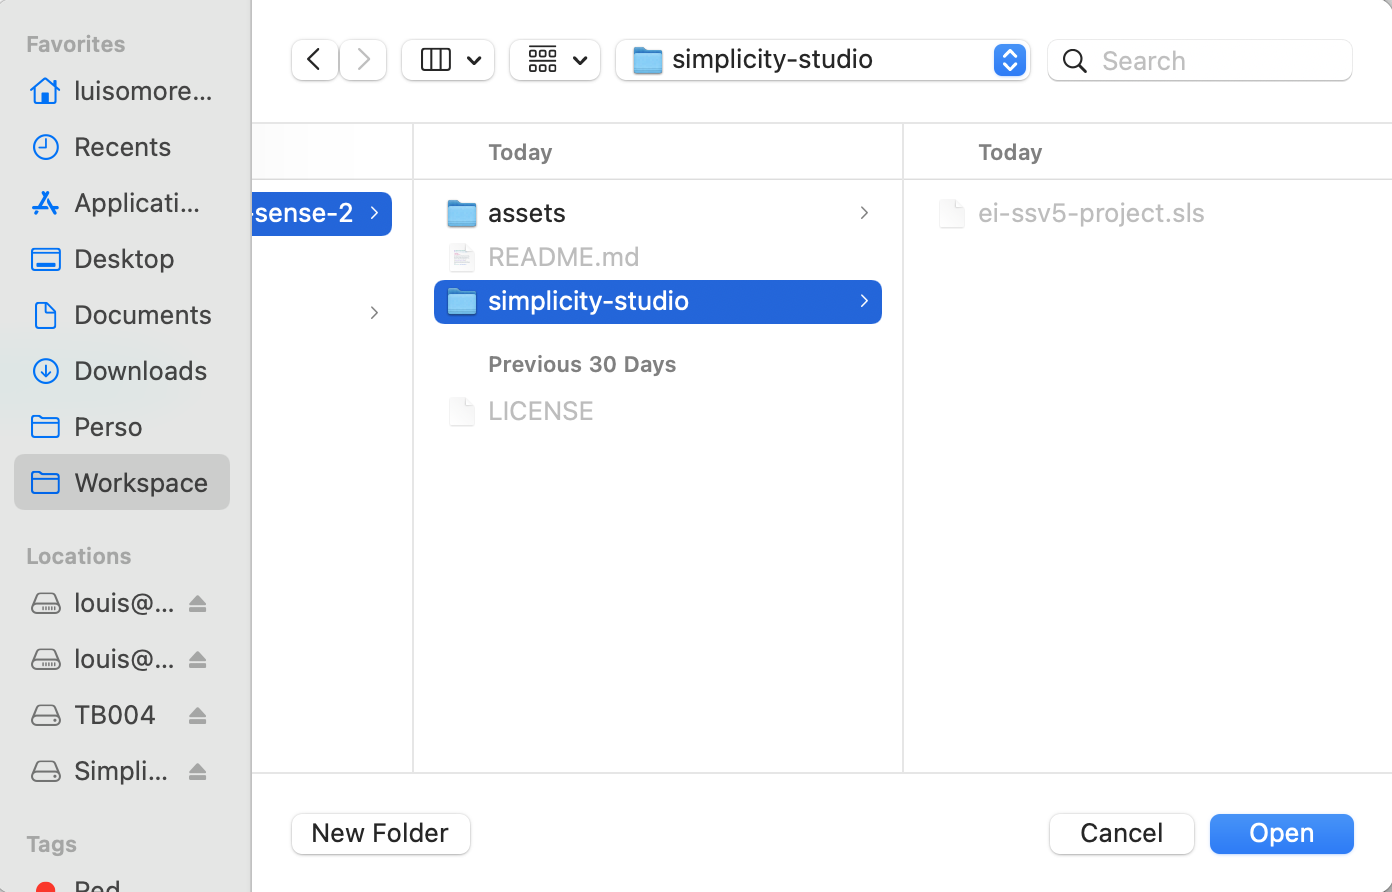 Favorites
luisomore...
Recents
Applicati...
Desktop
Documents
Downloads
Perso
Workspace
Locations
louis@...
louis@...
TB004
Simpli...
Tags
Red
simplicity-studio
Search
-sense-2
Today
assets
README.md
simplicity-studio
Previous 30 Days
LICENSE
Today
ei-ssv5-project.sls
New Folder
Cancel
Open